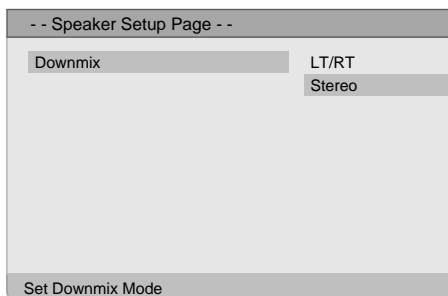 - - Speaker Setup Page - -
Downmix
LT/RT
Stereo
Set Downmix Mode